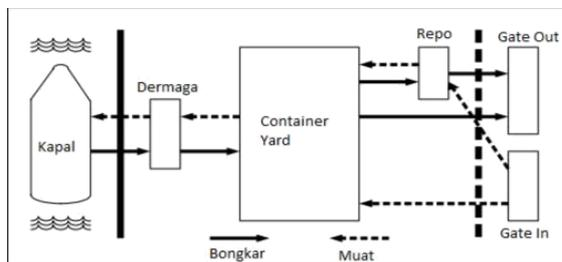 Repo
Gate Out
Dermaga
Container
Yard
Kapal
Gate In
Bongkar
Muat